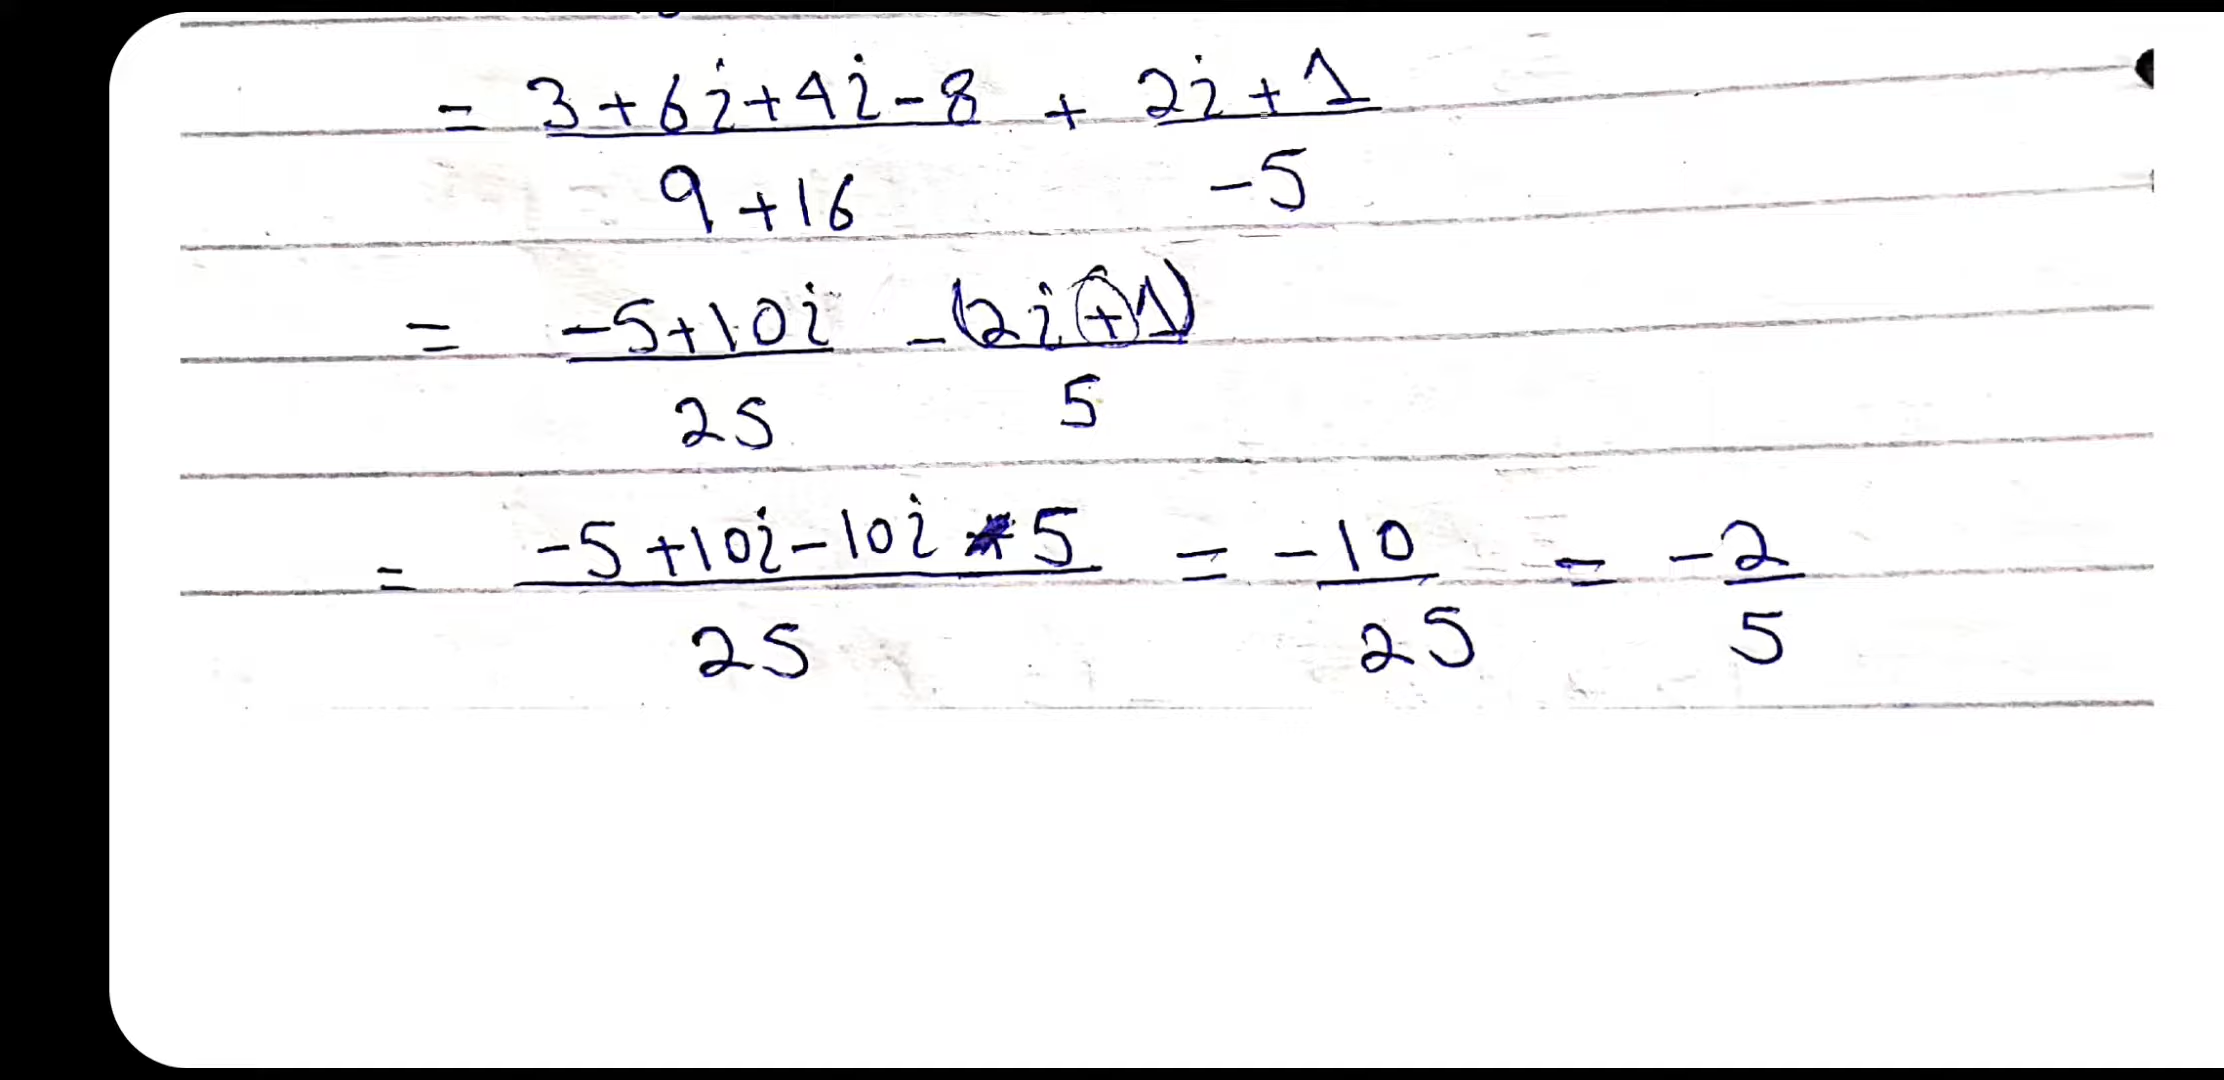 = 3+6i+4i-8 + 2i+1
9+16 -5
= -5+10i -(2i+1)
25 5
= -5+10i-10i-5 = -10 = -2
25 25 5